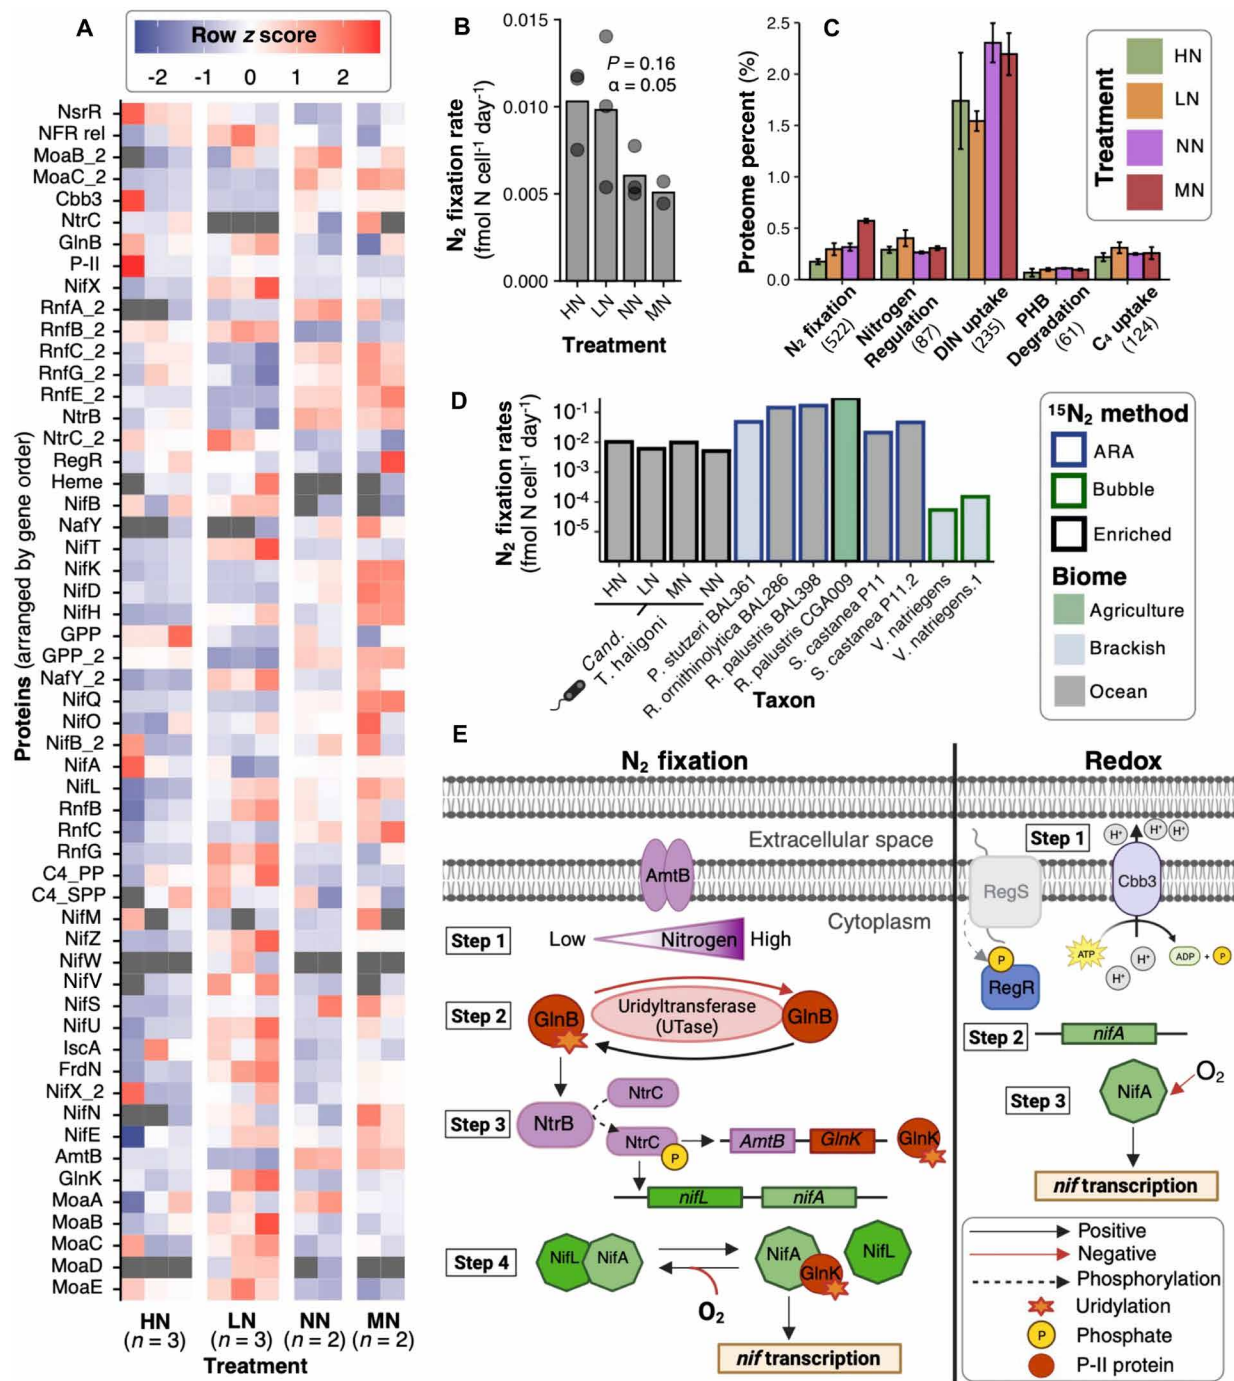 A
Row z score
-2 -1 0 1 2
Proteins (arranged by gene order)
NsrR
NFR rel
MoaB_2
MoaC_2
Cbb3
NtrC
GlnB
P-II
NifX
RnfA_2
RnfB_2
RnfC_2
RnfG_2
RnfE_2
NtrB
NtrC_2
RegR
Heme
NifB
NafY
NifT
NifK
NifD
NifH
GPP
GPP_2
NafY_2
NifQ
NifO
NifB_2
NifA
NifL
RnfB
RnfC
RnfG
C4_PP
C4_SPP
NifM
NifZ
NifW
NifV
NifS
NifU
IscA
FrdN
NifX_2
NifN
NifE
AmtB
GlnK
MoaA
MoaB
MoaC
MoaD
MoaE
HN LN NN MN
(n = 3) (n = 3) (n = 2) (n = 2)
Treatment
B
N₂ fixation rate
(fmol N cell⁻¹ day⁻¹)
0.015
0.010
0.005
0.000
P = 0.16
α = 0.05
HN LN NN MN
Treatment
C
Proteome percent (%)
2.5
2.0
1.5
1.0
0.5
0.0
N₂ fixation
(522)
Nitrogen
Regulation
(87)
DIN uptake
(235)
PHB
Degradation
(61)
C₄ uptake
(124)
Treatment
HN
LN
NN
MN
D
N₂ fixation rates
(fmol N cell⁻¹ day⁻¹)
10⁻¹
10⁻²
10⁻³
10⁻⁴
10⁻⁵
HN
LN
MN
NN
Cand.
T. haligoni
P. stutzeri BAL361
R. ornithinolytica BAL286
R. palustris BAL398
R. palustris CGA009
S. castanea P11
S. castanea P11.2
V. natriegens
V. natriegens.1
Taxon
¹⁵N₂ method
ARA
Bubble
Enriched
Biome
Agriculture
Brackish
Ocean
E
N₂ fixation
Extracellular space
AmtB
Cytoplasm
Step 1
Low Nitrogen High
Step 2
GlnB
Uridyltransferase
(UTase)
GlnB
Step 3
NtrB
NtrC
NtrC
P
AmtB
GlnK
GlnK
nifL
nifA
Step 4
NifL
NifA
O₂
NifA
GlnK
NifL
nif transcription
Redox
Step 1
H⁺
H⁺
H⁺
RegS
Cbb3
P
RegR
ATP
H⁺
H⁺
ADP + P
Step 2
nifA
Step 3
NifA
O₂
nif transcription
Positive
Negative
Phosphorylation
Uridylation
P
Phosphate
P-II protein